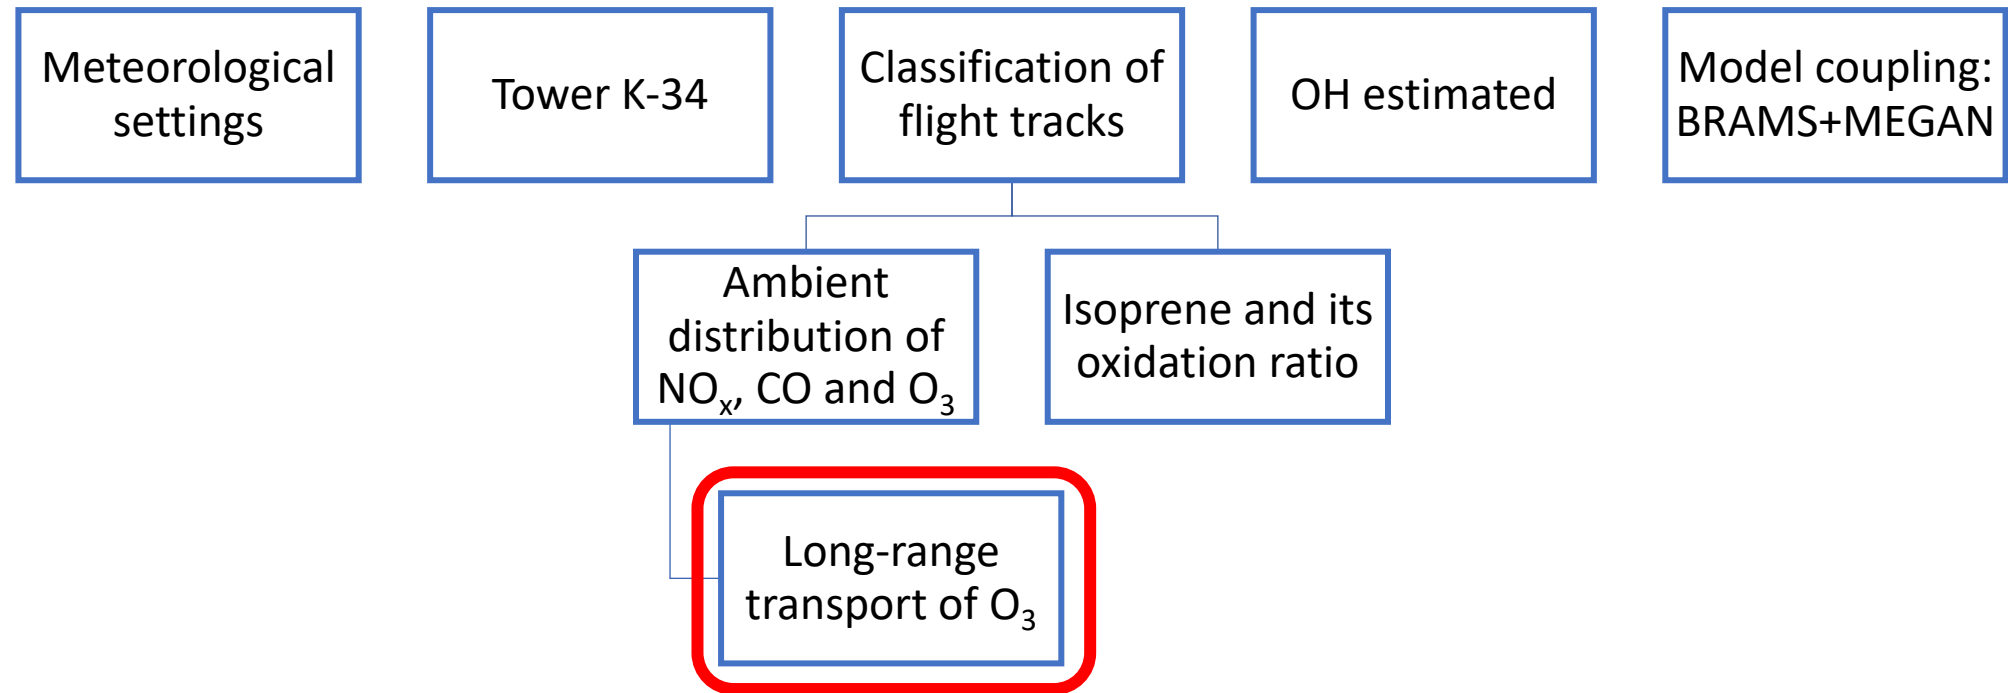 Meteorological
settings
Tower K-34
Classification of
flight tracks
OH estimated
Model coupling:
BRAMS+MEGAN
Ambient
distribution of
NOₓ, CO and O₃
Isoprene and its
oxidation ratio
Long-range
transport of O₃